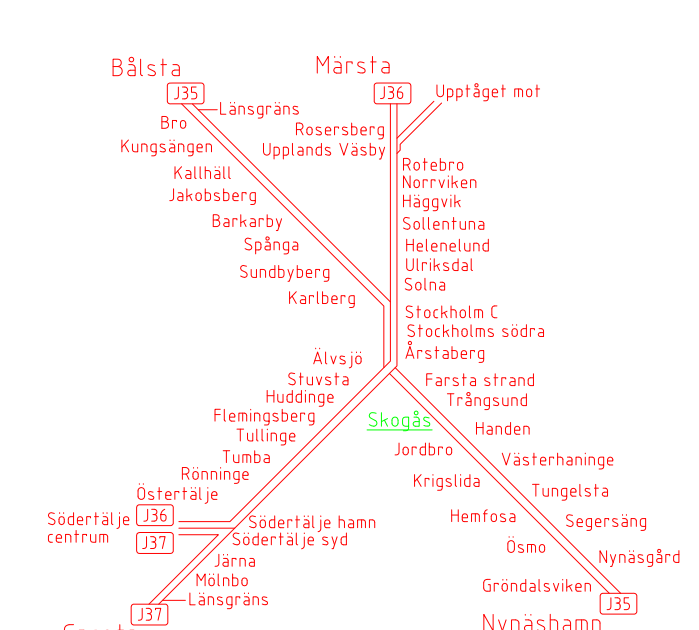 Bålsta
Märsta
J35
J36
Upptåget mot
Länsgräns
Bro
Rosersberg
Kungsängen
Upplands Väsby
Kallhäll
Rotebro
Norrviken
Jakobsberg
Häggvik
Barkarby
Sollentuna
Spånga
Helenelund
Sundbyberg
Ulriksdal
Solna
Karlberg
Stockholm C
Stockholms södra
Årstaberg
Älvsjö
Stuvsta
Farsta strand
Huddinge
Trångsund
Flemingsberg
Skogås
Handen
Tullinge
Jordbro
Tumba
Västerhaninge
Rönninge
Krigslida
Östertälje
Tungelsta
J36
Södertälje
centrum
J37
Södertälje hamn
Södertälje syd
Hemfosa
Segersäng
Ösmo
Nynäsgård
Järna
Mölnbo
Länsgräns
Gröndalsviken
J35
J37
Nynäshamn